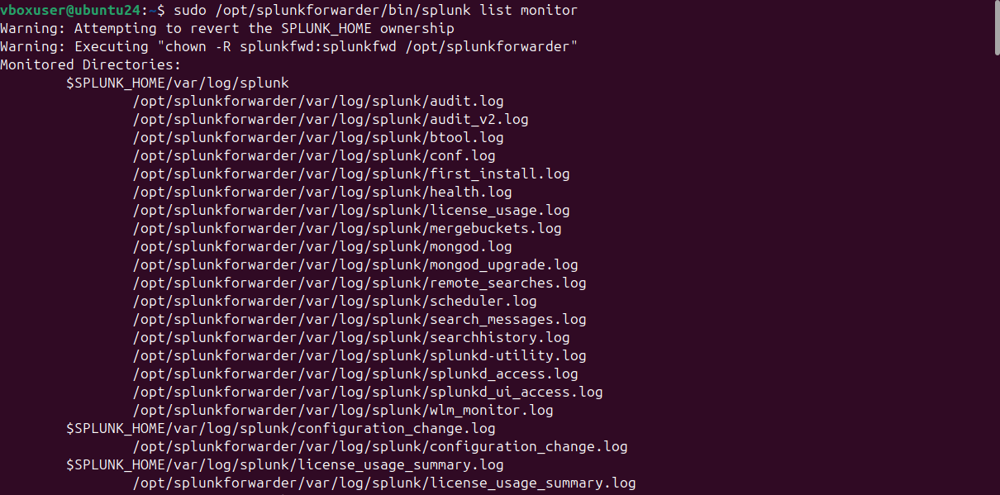 vboxuser@ubuntu24:~$ sudo /opt/splunkforwarder/bin/splunk list monitor
Warning: Attempting to revert the SPLUNK_HOME ownership
Warning: Executing "chown -R splunkfwd:splunkfwd /opt/splunkforwarder"
Monitored Directories:
$SPLUNK_HOME/var/log/splunk
/opt/splunkforwarder/var/log/splunk/audit.log
/opt/splunkforwarder/var/log/splunk/audit_v2.log
/opt/splunkforwarder/var/log/splunk/btool.log
/opt/splunkforwarder/var/log/splunk/conf.log
/opt/splunkforwarder/var/log/splunk/first_install.log
/opt/splunkforwarder/var/log/splunk/health.log
/opt/splunkforwarder/var/log/splunk/license_usage.log
/opt/splunkforwarder/var/log/splunk/mergebuckets.log
/opt/splunkforwarder/var/log/splunk/mongod.log
/opt/splunkforwarder/var/log/splunk/mongod_upgrade.log
/opt/splunkforwarder/var/log/splunk/remote_searches.log
/opt/splunkforwarder/var/log/splunk/scheduler.log
/opt/splunkforwarder/var/log/splunk/search_messages.log
/opt/splunkforwarder/var/log/splunk/searchhistory.log
/opt/splunkforwarder/var/log/splunk/splunkd-utility.log
/opt/splunkforwarder/var/log/splunk/splunkd_access.log
/opt/splunkforwarder/var/log/splunk/splunkd_ui_access.log
/opt/splunkforwarder/var/log/splunk/wlm_monitor.log
$SPLUNK_HOME/var/log/splunk/configuration_change.log
/opt/splunkforwarder/var/log/splunk/configuration_change.log
$SPLUNK_HOME/var/log/splunk/license_usage_summary.log
/opt/splunkforwarder/var/log/splunk/license_usage_summary.log